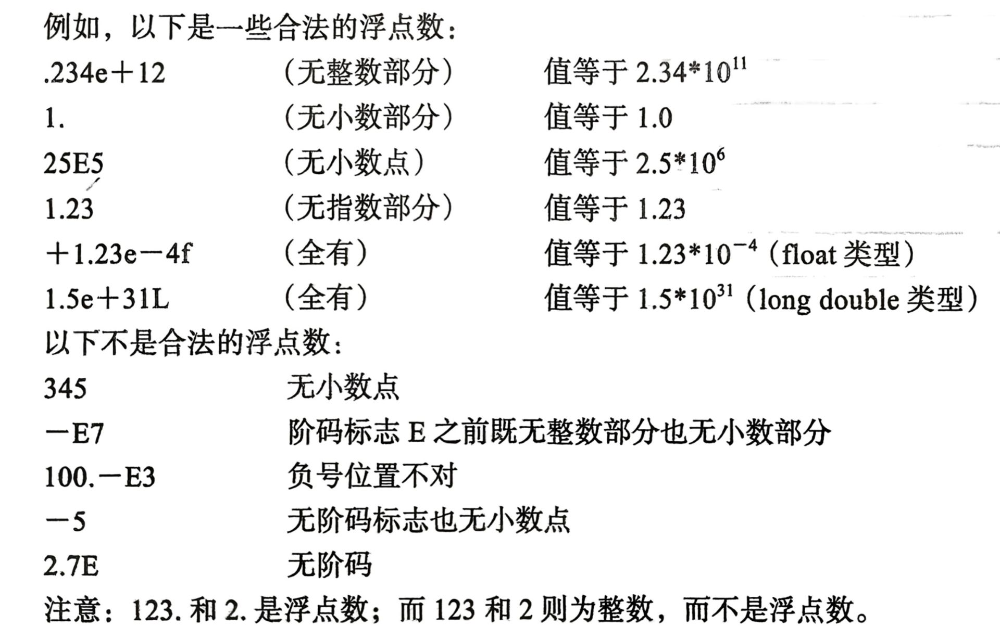 例如，以下是一些合法的浮点数：
.234e＋12 （无整数部分） 值等于 2.34*10¹¹
1. （无小数部分） 值等于 1.0
25E5 （无小数点） 值等于 2.5*10⁶
1.23 （无指数部分） 值等于 1.23
＋1.23e－4f （全有） 值等于 1.23*10⁻⁴（float 类型）
1.5e＋31L （全有） 值等于 1.5*10³¹（long double 类型）
以下不是合法的浮点数：
345 无小数点
－E7 阶码标志 E 之前既无整数部分也无小数部分
100.－E3 负号位置不对
－5 无阶码标志也无小数点
2.7E 无阶码
注意：123. 和 2. 是浮点数；而 123 和 2 则为整数，而不是浮点数。